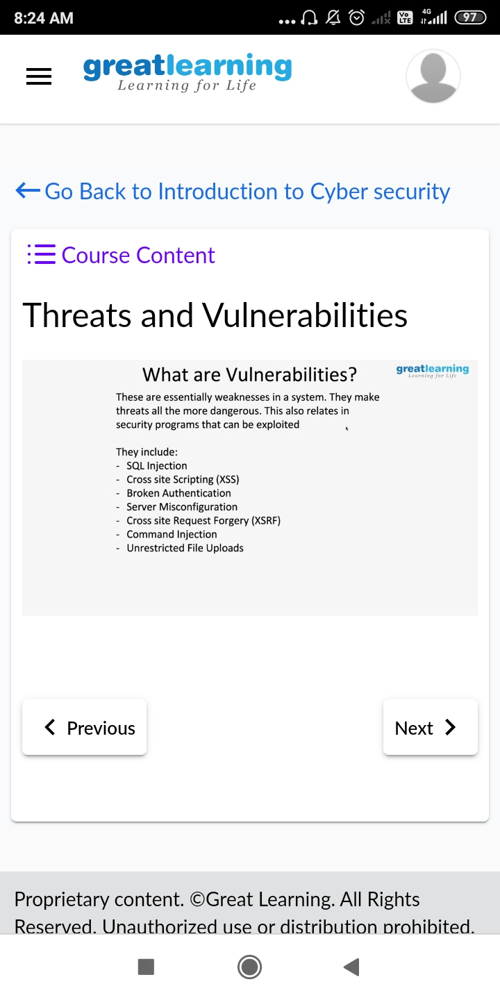 8:24 AM
Vo LTE
4G
97
greatlearning
Learning for Life
Go Back to Introduction to Cyber security
Course Content
Threats and Vulnerabilities
What are Vulnerabilities?
greatlearning
Learning for Life
These are essentially weaknesses in a system. They make
threats all the more dangerous. This also relates in
security programs that can be exploited
They include:
- SQL Injection
- Cross site Scripting (XSS)
- Broken Authentication
- Server Misconfiguration
- Cross site Request Forgery (XSRF)
- Command Injection
- Unrestricted File Uploads
Previous
Next
Proprietary content. ©Great Learning. All Rights
Reserved. Unauthorized use or distribution prohibited.